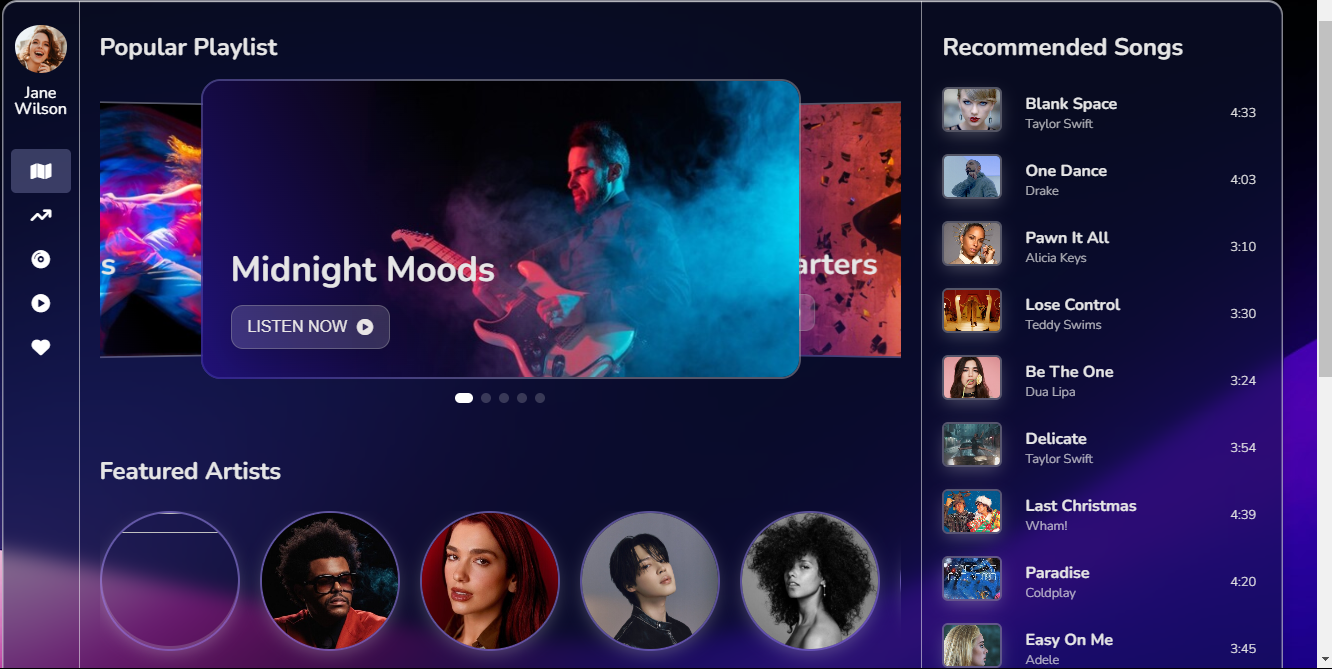 Jane
Wilson
Popular Playlist
s
Midnight Moods
LISTEN NOW
arters
Featured Artists
Recommended Songs
Blank Space
Taylor Swift
4:33
One Dance
Drake
4:03
Pawn It All
Alicia Keys
3:10
Lose Control
Teddy Swims
3:30
Be The One
Dua Lipa
3:24
Delicate
Taylor Swift
3:54
Last Christmas
Wham!
4:39
Paradise
Coldplay
4:20
Easy On Me
Adele
3:45